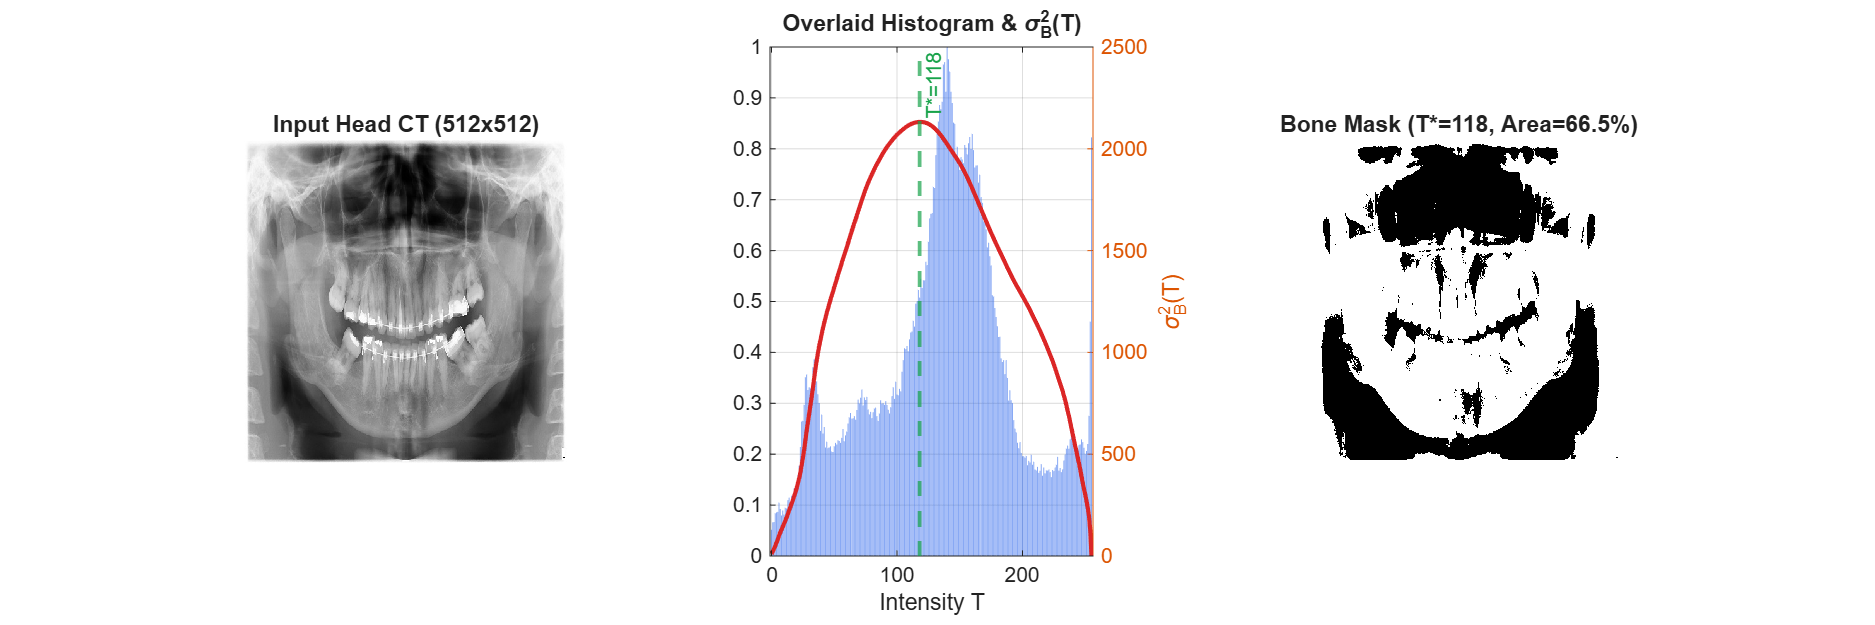 Input Head CT (512x512)
Overlaid Histogram & σ²_B(T)
T*=118
1
0.9
0.8
0.7
0.6
0.5
0.4
0.3
0.2
0.1
0
2500
2000
1500
1000
500
0
σ²_B(T)
0 100 200
Intensity T
Bone Mask (T*=118, Area=66.5%)